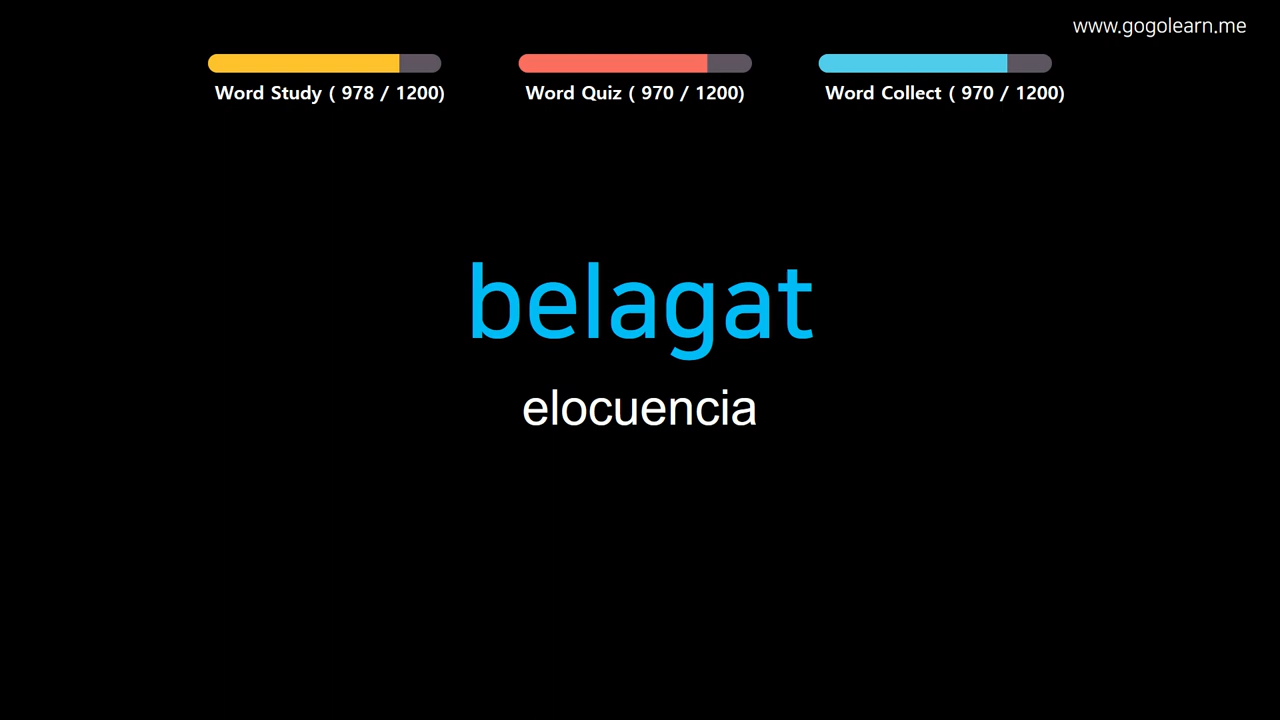 www.gogolearn.me
Word Study ( 978 / 1200)
Word Quiz ( 970 / 1200)
Word Collect ( 970 / 1200)
belagat
elocuencia